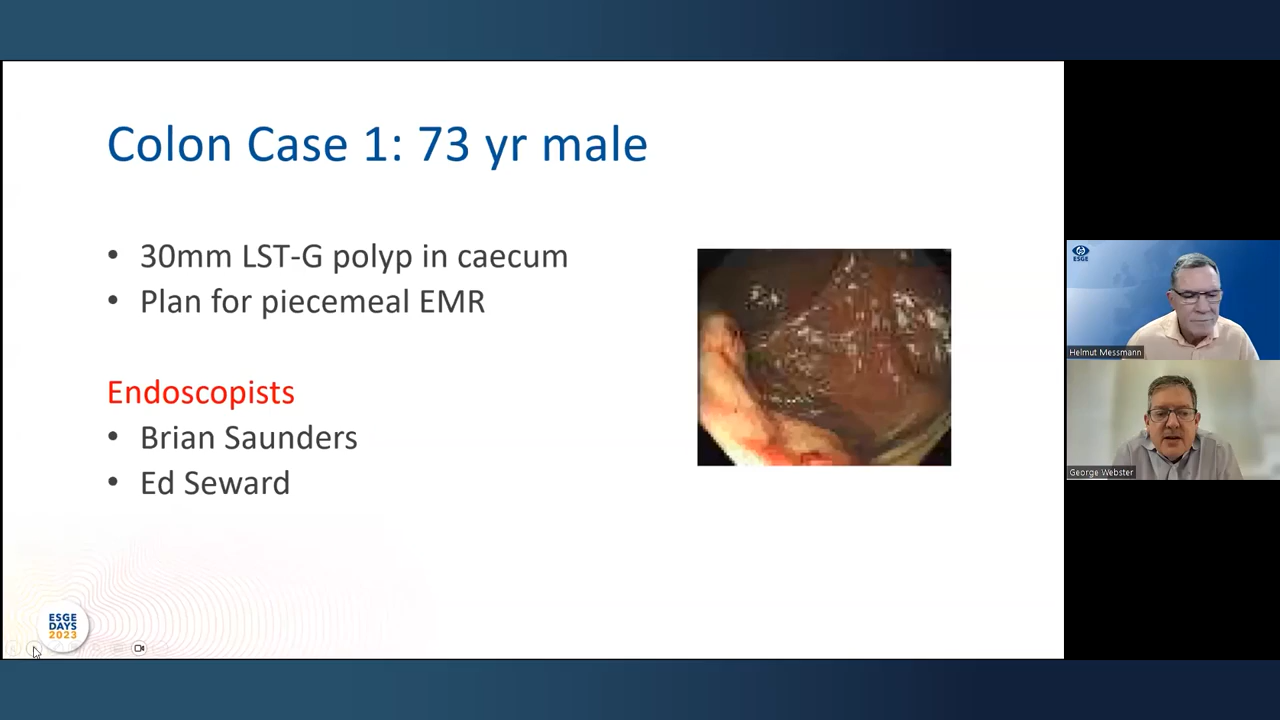 Colon Case 1: 73 yr male
• 30mm LST-G polyp in caecum
• Plan for piecemeal EMR
Endoscopists
• Brian Saunders
• Ed Seward
ESGE
DAYS
2023
ESGE
Helmut Messmann
George Webster